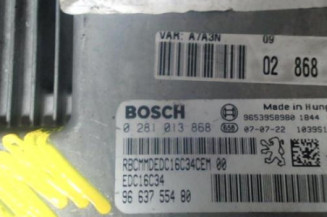 VAM: A7A3N 09
02 868
Made in Hung
BOSCH 9653958980 1844
0 281 013 868 07-07-22 103951
RBCMMDEDC16C34CEM 00
EDC16C34
96 637 554 80